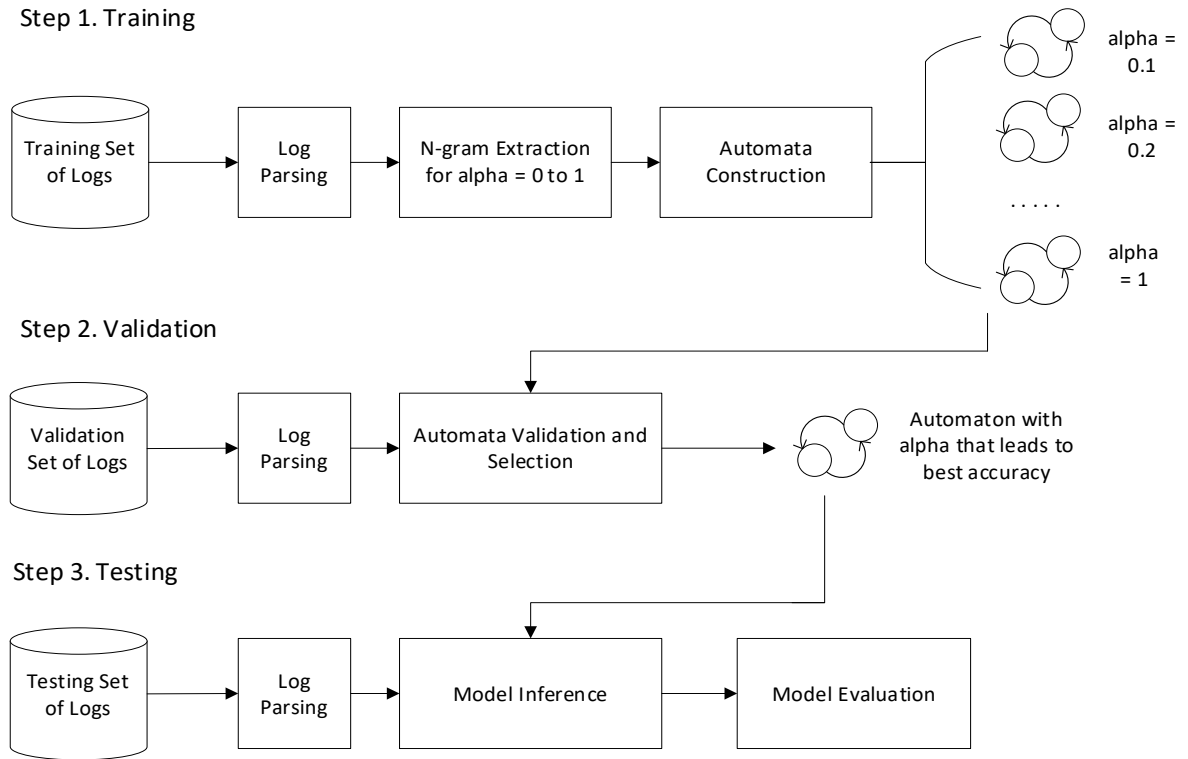 Step 1. Training
Training Set
of Logs
Log
Parsing
N-gram Extraction
for alpha = 0 to 1
Automata
Construction
alpha =
0.1
alpha =
0.2
. . . . .
alpha
= 1
Step 2. Validation
Validation
Set of Logs
Log
Parsing
Automata Validation and
Selection
Automaton with
alpha that leads to
best accuracy
Step 3. Testing
Testing Set
of Logs
Log
Parsing
Model Inference
Model Evaluation